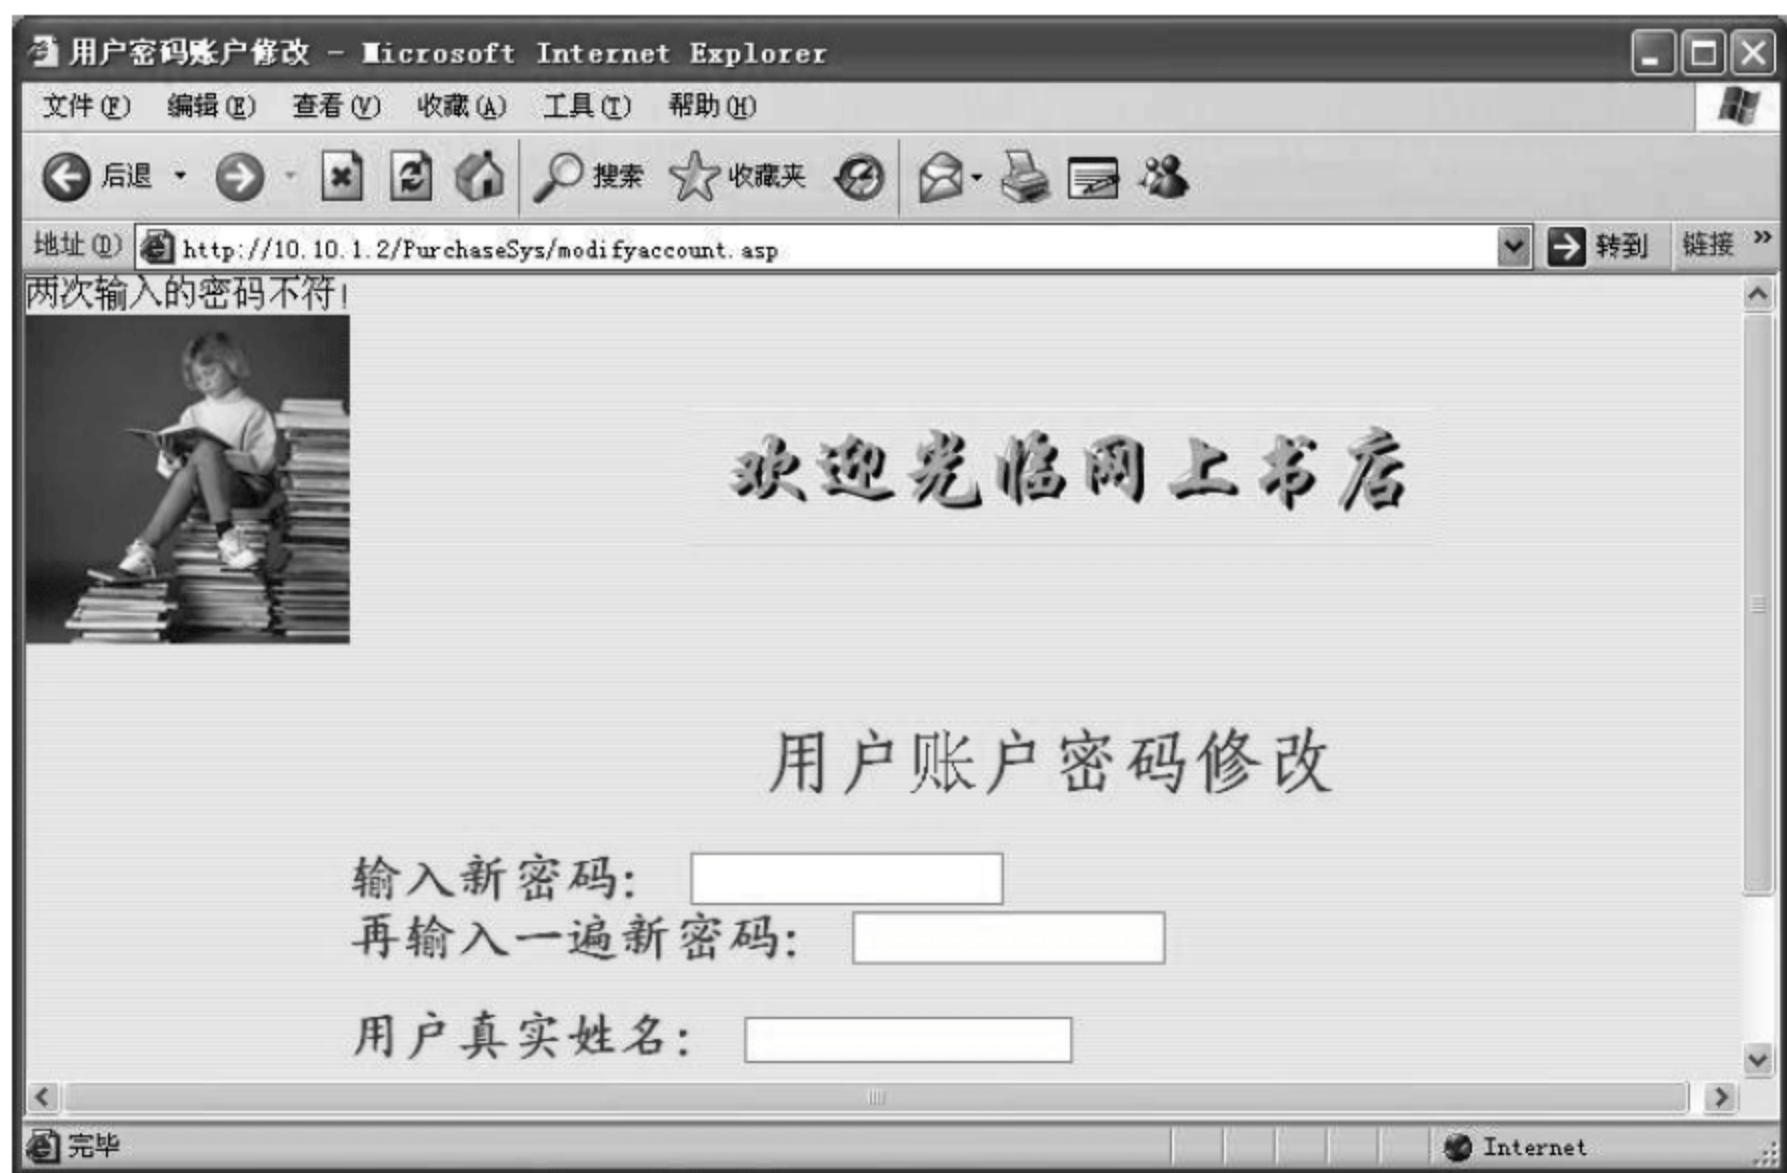 用户密码账户修改 - Microsoft Internet Explorer
文件(F) 编辑(E) 查看(V) 收藏(A) 工具(T) 帮助(H)
后退 搜索 收藏夹
地址(D) http://10.10.1.2/PurchaseSys/modifyaccount.asp 转到 链接 »
两次输入的密码不符!
欢迎光临网上书店
用户账户密码修改
输入新密码:
再输入一遍新密码:
用户真实姓名:
完毕 Internet